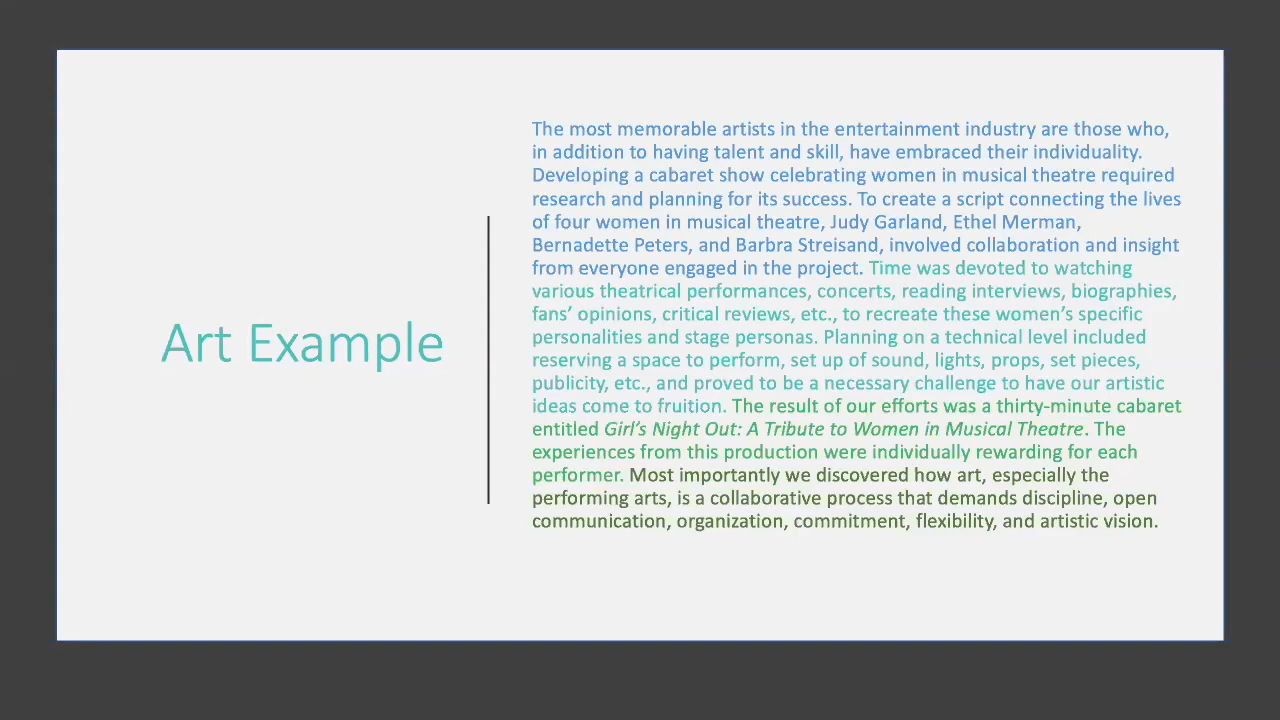 Art Example
The most memorable artists in the entertainment industry are those who,
in addition to having talent and skill, have embraced their individuality.
Developing a cabaret show celebrating women in musical theatre required
research and planning for its success. To create a script connecting the lives
of four women in musical theatre, Judy Garland, Ethel Merman,
Bernadette Peters, and Barbra Streisand, involved collaboration and insight
from everyone engaged in the project. Time was devoted to watching
various theatrical performances, concerts, reading interviews, biographies,
fans’ opinions, critical reviews, etc., to recreate these women’s specific
personalities and stage personas. Planning on a technical level included
reserving a space to perform, set up of sound, lights, props, set pieces,
publicity, etc., and proved to be a necessary challenge to have our artistic
ideas come to fruition. The result of our efforts was a thirty-minute cabaret
entitled Girl’s Night Out: A Tribute to Women in Musical Theatre. The
experiences from this production were individually rewarding for each
performer. Most importantly we discovered how art, especially the
performing arts, is a collaborative process that demands discipline, open
communication, organization, commitment, flexibility, and artistic vision.